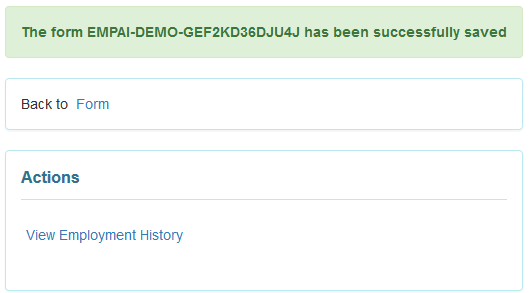 The form EMPAI-DEMO-GEF2KD36DJU4J has been successfully saved
Back to Form
Actions
View Employment History